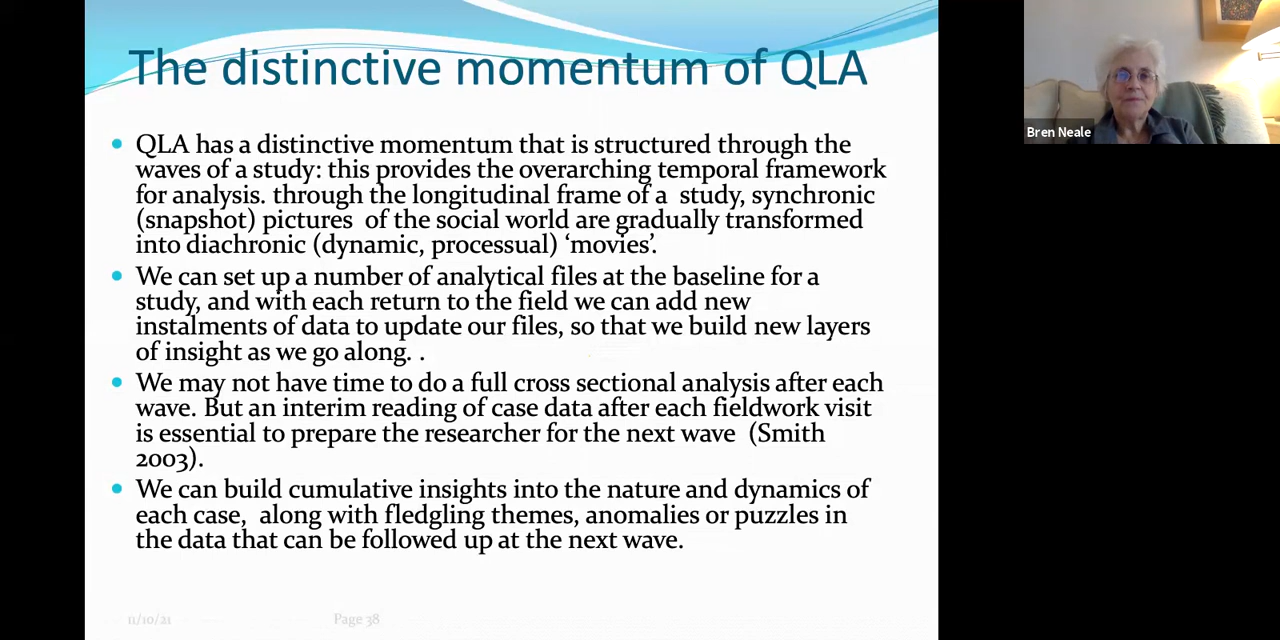 The distinctive momentum of QLA
Bren Neale
• QLA has a distinctive momentum that is structured through the
waves of a study: this provides the overarching temporal framework
for analysis. through the longitudinal frame of a  study, synchronic
(snapshot) pictures  of the social world are gradually transformed
into diachronic (dynamic, processual) ‘movies’.
• We can set up a number of analytical files at the baseline for a
study, and with each return to the field we can add new
instalments of data to update our files, so that we build new layers
of insight as we go along. .
• We may not have time to do a full cross sectional analysis after each
wave. But an interim reading of case data after each fieldwork visit
is essential to prepare the researcher for the next wave  (Smith
2003).
• We can build cumulative insights into the nature and dynamics of
each case,  along with fledgling themes, anomalies or puzzles in
the data that can be followed up at the next wave.
11/10/21
Page 38